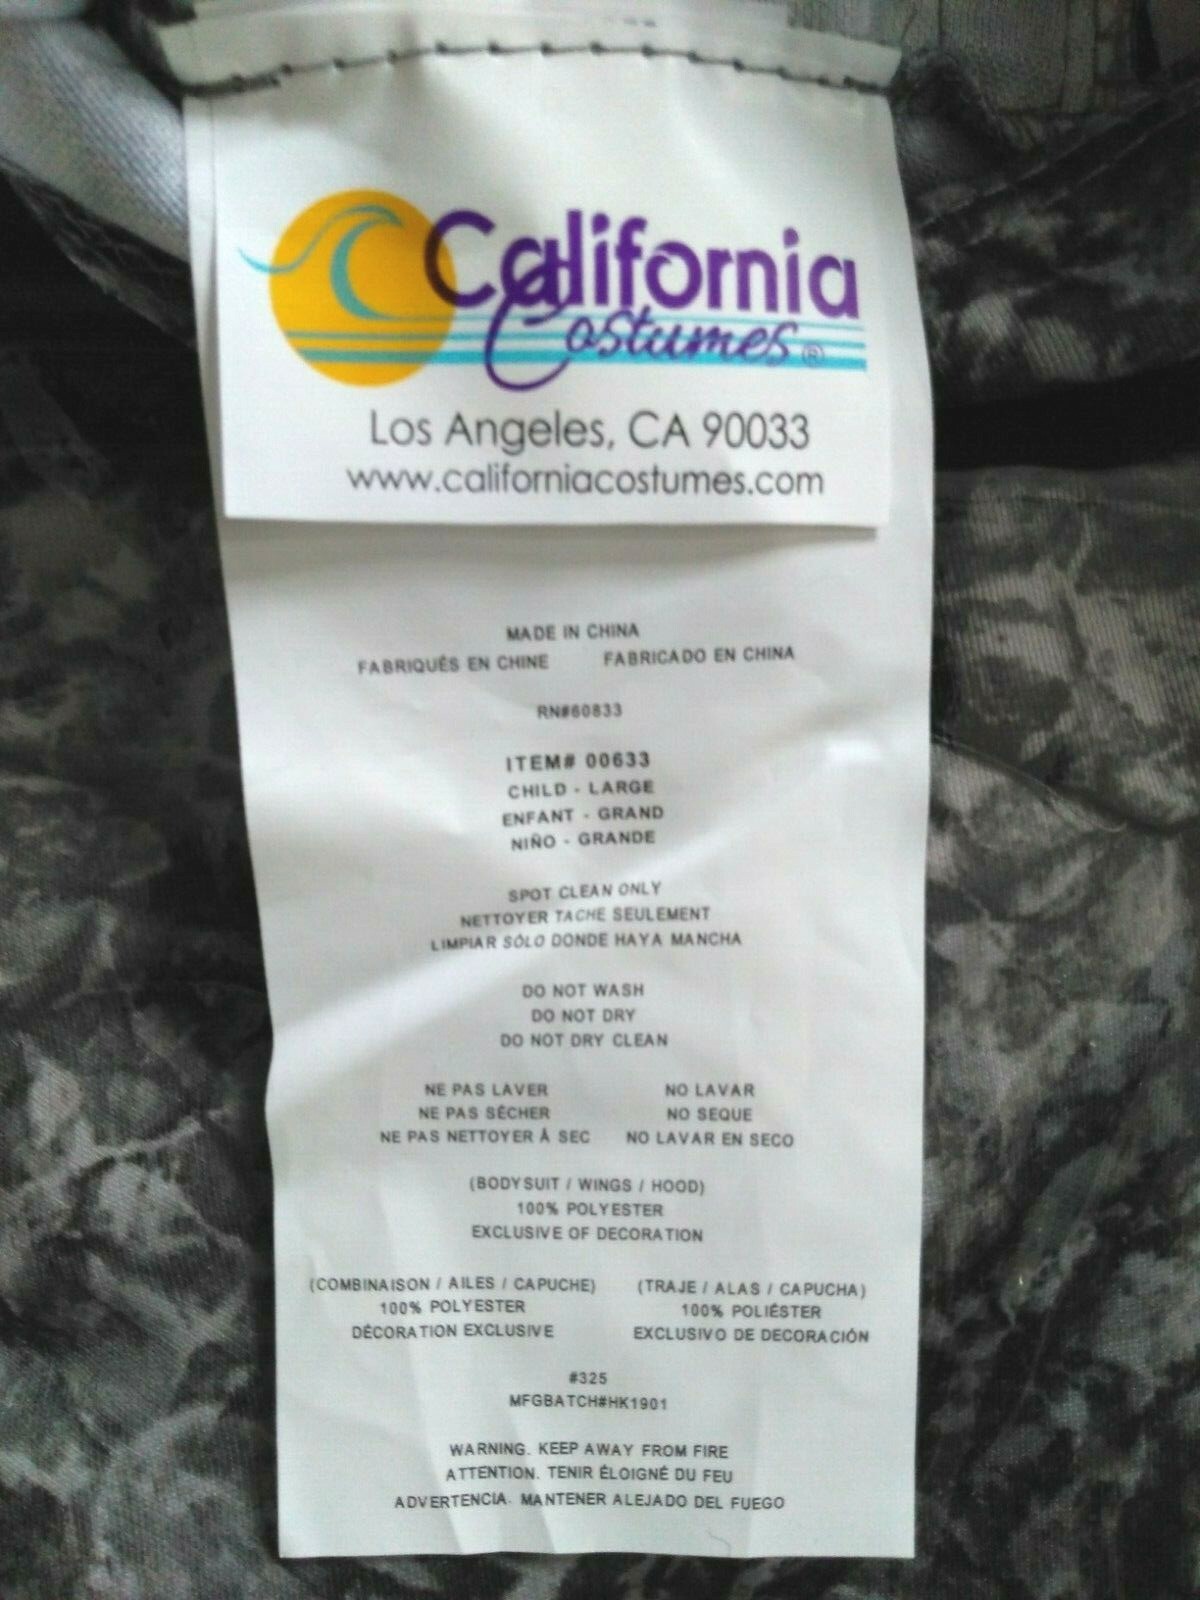 California
Costumes®
Los Angeles, CA 90033
www.californiacostumes.com
MADE IN CHINA
FABRIQUÉS EN CHINE FABRICADO EN CHINA
RN#60833
ITEM# 00633
CHILD - LARGE
ENFANT - GRAND
NIÑO - GRANDE
SPOT CLEAN ONLY
NETTOYER TACHE SEULEMENT
LIMPIAR SÓLO DONDE HAYA MANCHA
DO NOT WASH
DO NOT DRY
DO NOT DRY CLEAN
NE PAS LAVER NO LAVAR
NE PAS SÉCHER NO SEQUE
NE PAS NETTOYER À SEC NO LAVAR EN SECO
(BODYSUIT / WINGS / HOOD)
100% POLYESTER
EXCLUSIVE OF DECORATION
(COMBINAISON / AILES / CAPUCHE) (TRAJE / ALAS / CAPUCHA)
100% POLYESTER 100% POLIÉSTER
DÉCORATION EXCLUSIVE EXCLUSIVO DE DECORACIÓN
#325
MFGBATCH#HK1901
WARNING. KEEP AWAY FROM FIRE
ATTENTION. TENIR ÉLOIGNÉ DU FEU
ADVERTENCIA. MANTENER ALEJADO DEL FUEGO